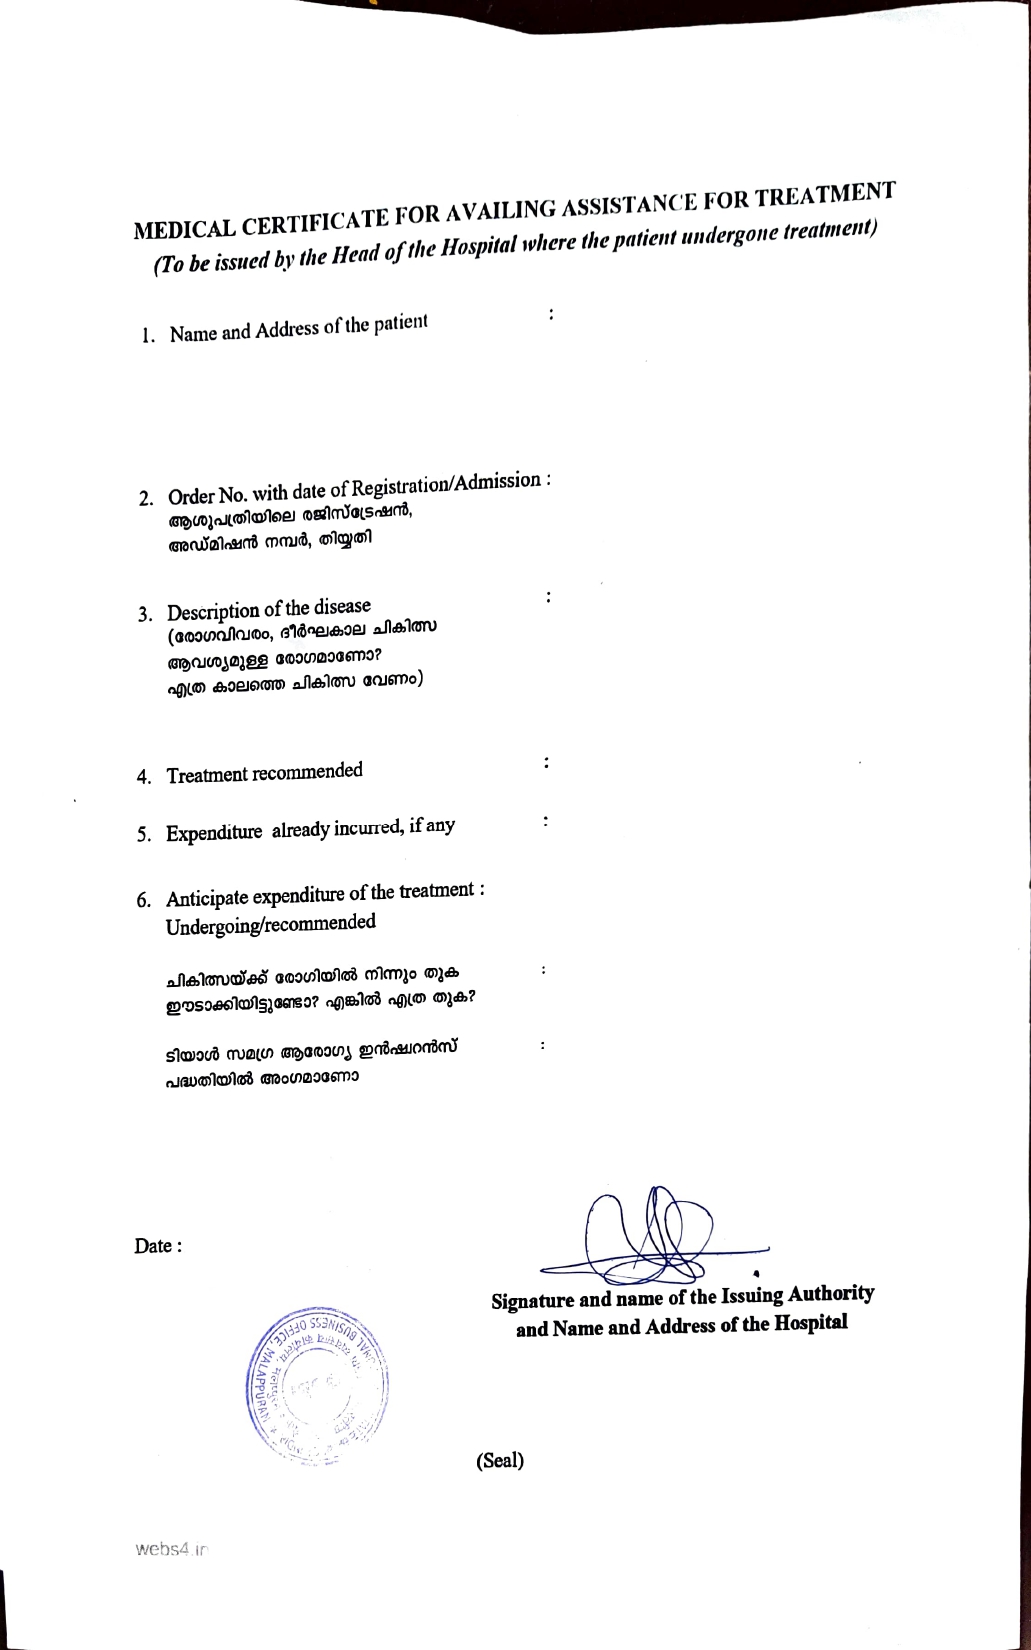 MEDICAL CERTIFICATE FOR AVAILING ASSISTANCE FOR TREATMENT
(To be issued by the Head of the Hospital where the patient undergone treatment)
1. Name and Address of the patient :
2. Order No. with date of Registration/Admission :
ആശുപത്രിയിലെ രജിസ്ട്രേഷൻ,
അഡ്മിഷൻ നമ്പർ, തിയ്യതി
3. Description of the disease :
(രോഗവിവരം, ദീർഘകാല ചികിത്സ
ആവശ്യമുള്ള രോഗമാണോ?
എത്ര കാലത്തെ ചികിത്സ വേണം)
4. Treatment recommended :
5. Expenditure already incurred, if any :
6. Anticipate expenditure of the treatment :
Undergoing/recommended
ചികിത്സയ്ക്ക് രോഗിയിൽ നിന്നും തുക :
ഈടാക്കിയിട്ടുണ്ടോ? എങ്കിൽ എത്ര തുക?
ടിയാൾ സമഗ്ര ആരോഗ്യ ഇൻഷ്വറൻസ് :
പദ്ധതിയിൽ അംഗമാണോ
Date :
Signature and name of the Issuing Authority
and Name and Address of the Hospital
BUSINESS OFFICE, MALAPPURAM
(Seal)
webs4.in